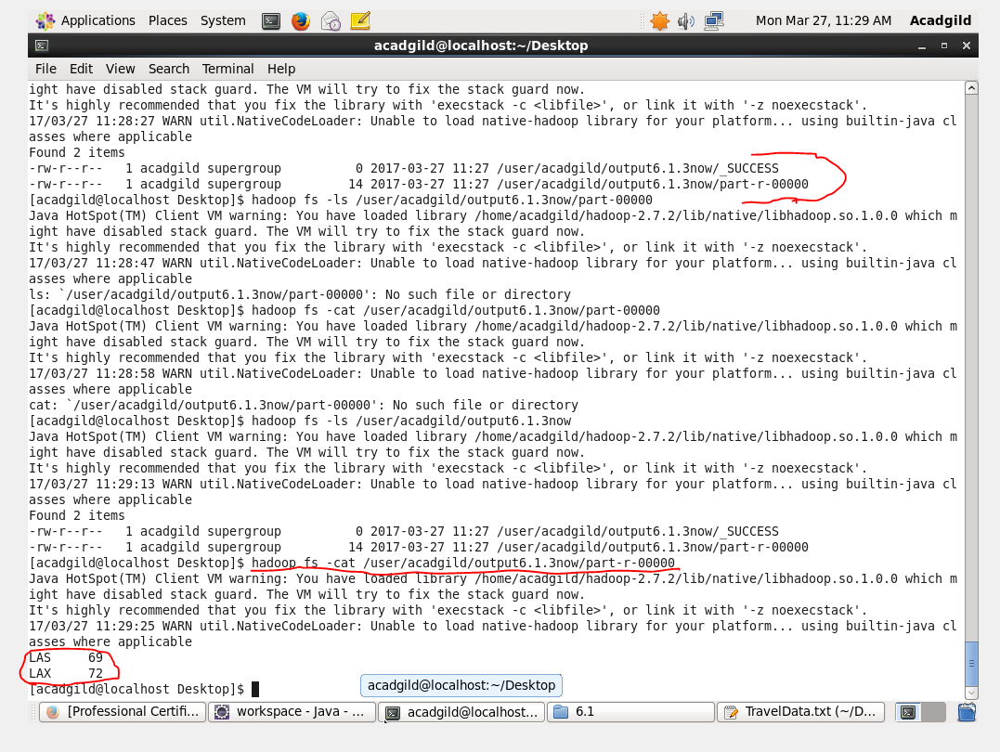 Applications Places System Mon Mar 27, 11:29 AM Acadgild
acadgild@localhost:~/Desktop
File Edit View Search Terminal Help
ight have disabled stack guard. The VM will try to fix the stack guard now.
It's highly recommended that you fix the library with 'execstack -c <libfile>', or link it with '-z noexecstack'.
17/03/27 11:28:27 WARN util.NativeCodeLoader: Unable to load native-hadoop library for your platform... using builtin-java cl
asses where applicable
Found 2 items
-rw-r--r--   1 acadgild supergroup          0 2017-03-27 11:27 /user/acadgild/output6.1.3now/_SUCCESS
-rw-r--r--   1 acadgild supergroup         14 2017-03-27 11:27 /user/acadgild/output6.1.3now/part-r-00000
[acadgild@localhost Desktop]$ hadoop fs -ls /user/acadgild/output6.1.3now/part-00000
Java HotSpot(TM) Client VM warning: You have loaded library /home/acadgild/hadoop-2.7.2/lib/native/libhadoop.so.1.0.0 which m
ight have disabled stack guard. The VM will try to fix the stack guard now.
It's highly recommended that you fix the library with 'execstack -c <libfile>', or link it with '-z noexecstack'.
17/03/27 11:28:47 WARN util.NativeCodeLoader: Unable to load native-hadoop library for your platform... using builtin-java cl
asses where applicable
ls: `/user/acadgild/output6.1.3now/part-00000': No such file or directory
[acadgild@localhost Desktop]$ hadoop fs -cat /user/acadgild/output6.1.3now/part-00000
Java HotSpot(TM) Client VM warning: You have loaded library /home/acadgild/hadoop-2.7.2/lib/native/libhadoop.so.1.0.0 which m
ight have disabled stack guard. The VM will try to fix the stack guard now.
It's highly recommended that you fix the library with 'execstack -c <libfile>', or link it with '-z noexecstack'.
17/03/27 11:28:58 WARN util.NativeCodeLoader: Unable to load native-hadoop library for your platform... using builtin-java cl
asses where applicable
cat: `/user/acadgild/output6.1.3now/part-00000': No such file or directory
[acadgild@localhost Desktop]$ hadoop fs -ls /user/acadgild/output6.1.3now
Java HotSpot(TM) Client VM warning: You have loaded library /home/acadgild/hadoop-2.7.2/lib/native/libhadoop.so.1.0.0 which m
ight have disabled stack guard. The VM will try to fix the stack guard now.
It's highly recommended that you fix the library with 'execstack -c <libfile>', or link it with '-z noexecstack'.
17/03/27 11:29:13 WARN util.NativeCodeLoader: Unable to load native-hadoop library for your platform... using builtin-java cl
asses where applicable
Found 2 items
-rw-r--r--   1 acadgild supergroup          0 2017-03-27 11:27 /user/acadgild/output6.1.3now/_SUCCESS
-rw-r--r--   1 acadgild supergroup         14 2017-03-27 11:27 /user/acadgild/output6.1.3now/part-r-00000
[acadgild@localhost Desktop]$ hadoop fs -cat /user/acadgild/output6.1.3now/part-r-00000
Java HotSpot(TM) Client VM warning: You have loaded library /home/acadgild/hadoop-2.7.2/lib/native/libhadoop.so.1.0.0 which m
ight have disabled stack guard. The VM will try to fix the stack guard now.
It's highly recommended that you fix the library with 'execstack -c <libfile>', or link it with '-z noexecstack'.
17/03/27 11:29:25 WARN util.NativeCodeLoader: Unable to load native-hadoop library for your platform... using builtin-java cl
asses where applicable
LAS     69
LAX     72
[acadgild@localhost Desktop]$
acadgild@localhost:~/Desktop
[Professional Certifi... workspace - Java - ... acadgild@localhost... 6.1 TravelData.txt (~/D...